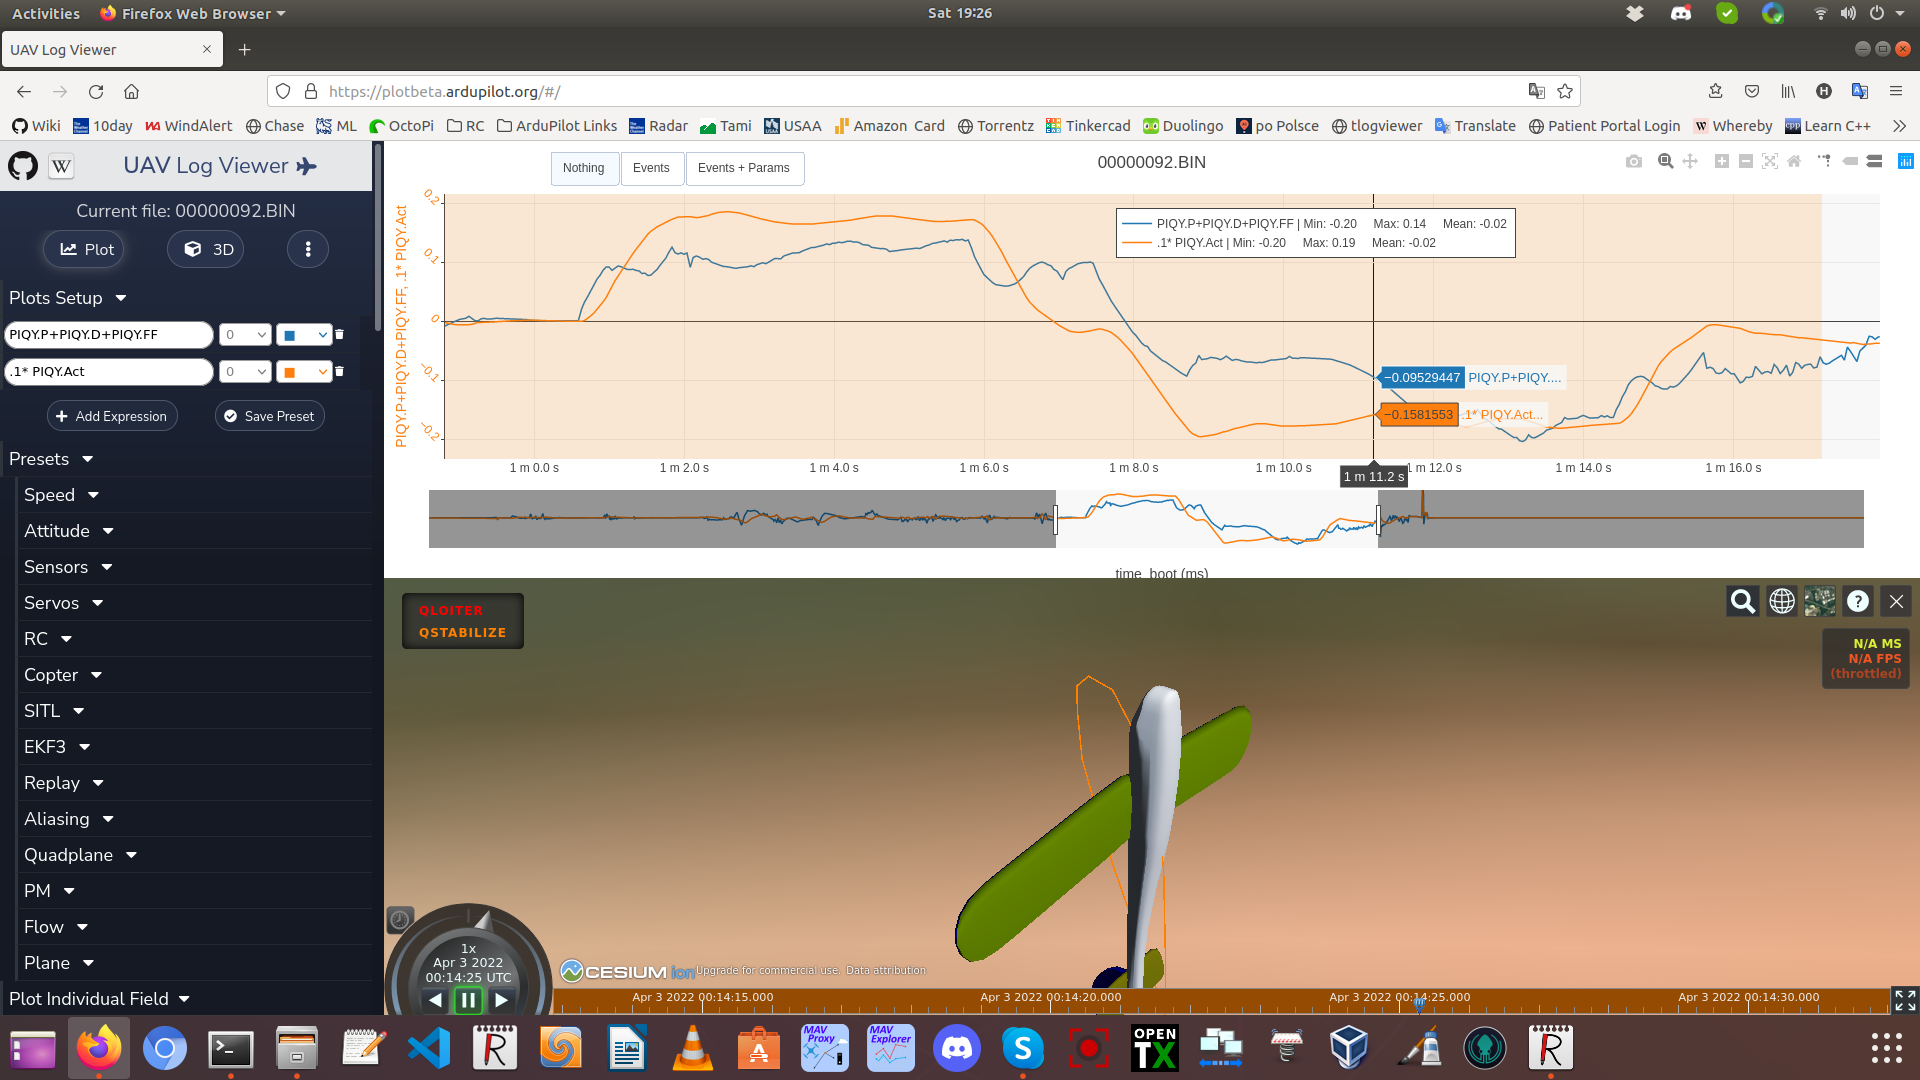 Activities
Firefox Web Browser
Sat 19:26
UAV Log Viewer
https://plotbeta.ardupilot.org/#/
Wiki 10day WindAlert Chase ML OctoPi RC ArduPilot Links Radar Tami USAA Amazon Card Torrentz Tinkercad Duolingo po Polsce tlogviewer Translate Patient Portal Login Whereby Learn C++
W UAV Log Viewer
Current file: 00000092.BIN
Plot 3D
Plots Setup
PIQY.P+PIQY.D+PIQY.FF 0
.1* PIQY.Act 0
Add Expression Save Preset
Presets
Speed
Attitude
Sensors
Servos
RC
Copter
SITL
EKF3
Replay
Aliasing
Quadplane
PM
Flow
Plane
Plot Individual Field
Nothing Events Events + Params
00000092.BIN
PIQY.P+PIQY.D+PIQY.FF, .1* PIQY.Act
0.2
0.1
0
−0.1
−0.2
PIQY.P+PIQY.D+PIQY.FF | Min: -0.20 Max: 0.14 Mean: -0.02
.1* PIQY.Act | Min: -0.20 Max: 0.19 Mean: -0.02
−0.09529447 PIQY.P+PIQY....
−0.1581553 .1* PIQY.Act...
1 m 0.0 s 1 m 2.0 s 1 m 4.0 s 1 m 6.0 s 1 m 8.0 s 1 m 10.0 s 1 m 12.0 s 1 m 14.0 s 1 m 16.0 s
1 m 11.2 s
time_boot (ms)
QLOITER
QSTABILIZE
N/A MS
N/A FPS
(throttled)
1x
Apr 3 2022
00:14:25 UTC
CESIUM ion Upgrade for commercial use. Data attribution
Apr 3 2022 00:14:15.000 Apr 3 2022 00:14:20.000 Apr 3 2022 00:14:25.000 Apr 3 2022 00:14:30.000
MAV Proxy
MAV Explorer
OPEN TX